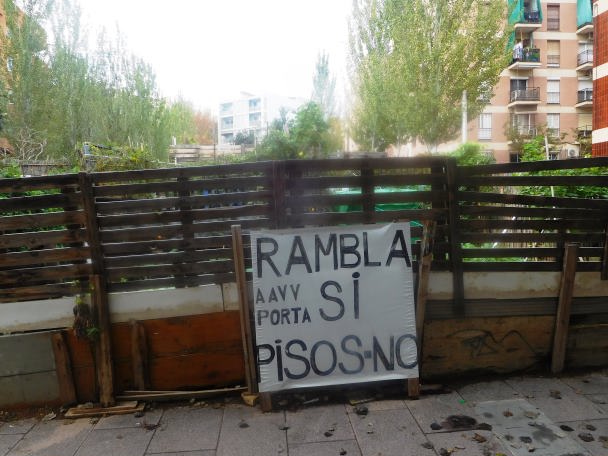 RAMBLA
AAVV
PORTA SÍ
PISOS-NO